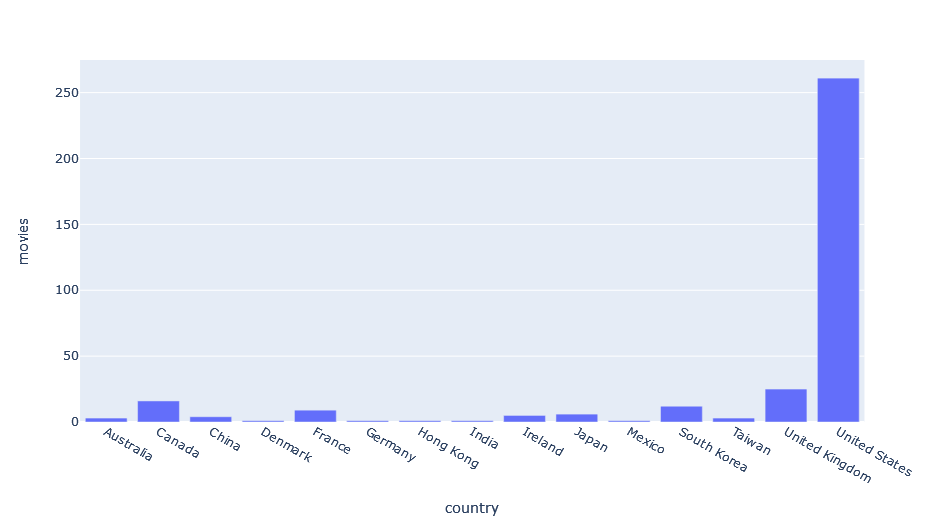 250
200
150
100
50
0
movies
Australia
Canada
China
Denmark
France
Germany
Hong Kong
India
Ireland
Japan
Mexico
South Korea
Taiwan
United Kingdom
United States
country